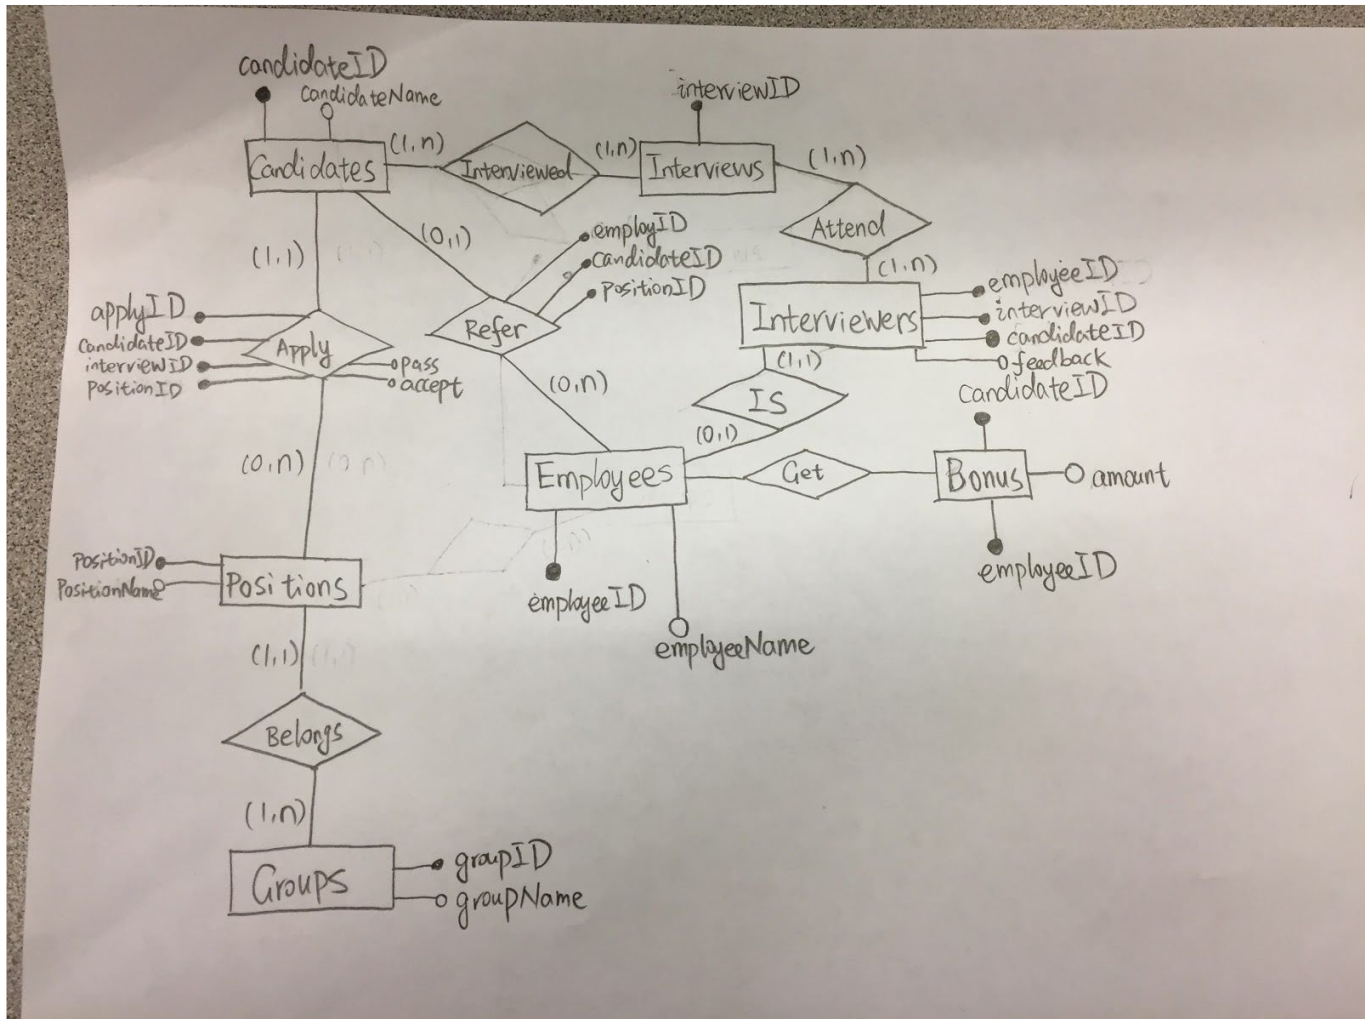 candidateID
candidateName
Candidates
(1,n)
Interviewed
(1,n)
Interviews
interviewID
(1,n)
Attend
(1,n)
Interviewers
employeeID
interviewID
candidateID
feedback
(1,1)
IS
(0,1)
(0,1)
Refer
employID
candidateID
positionID
(0,n)
(1,1)
applyID
candidateID
interviewID
positionID
Apply
pass
accept
(0,n)
(0,n)
Employees
employeeID
employeeName
Get
Bonus
candidateID
amount
employeeID
PositionID
PositionName
Positions
(1,1)
Belongs
(1,n)
Groups
groupID
groupName